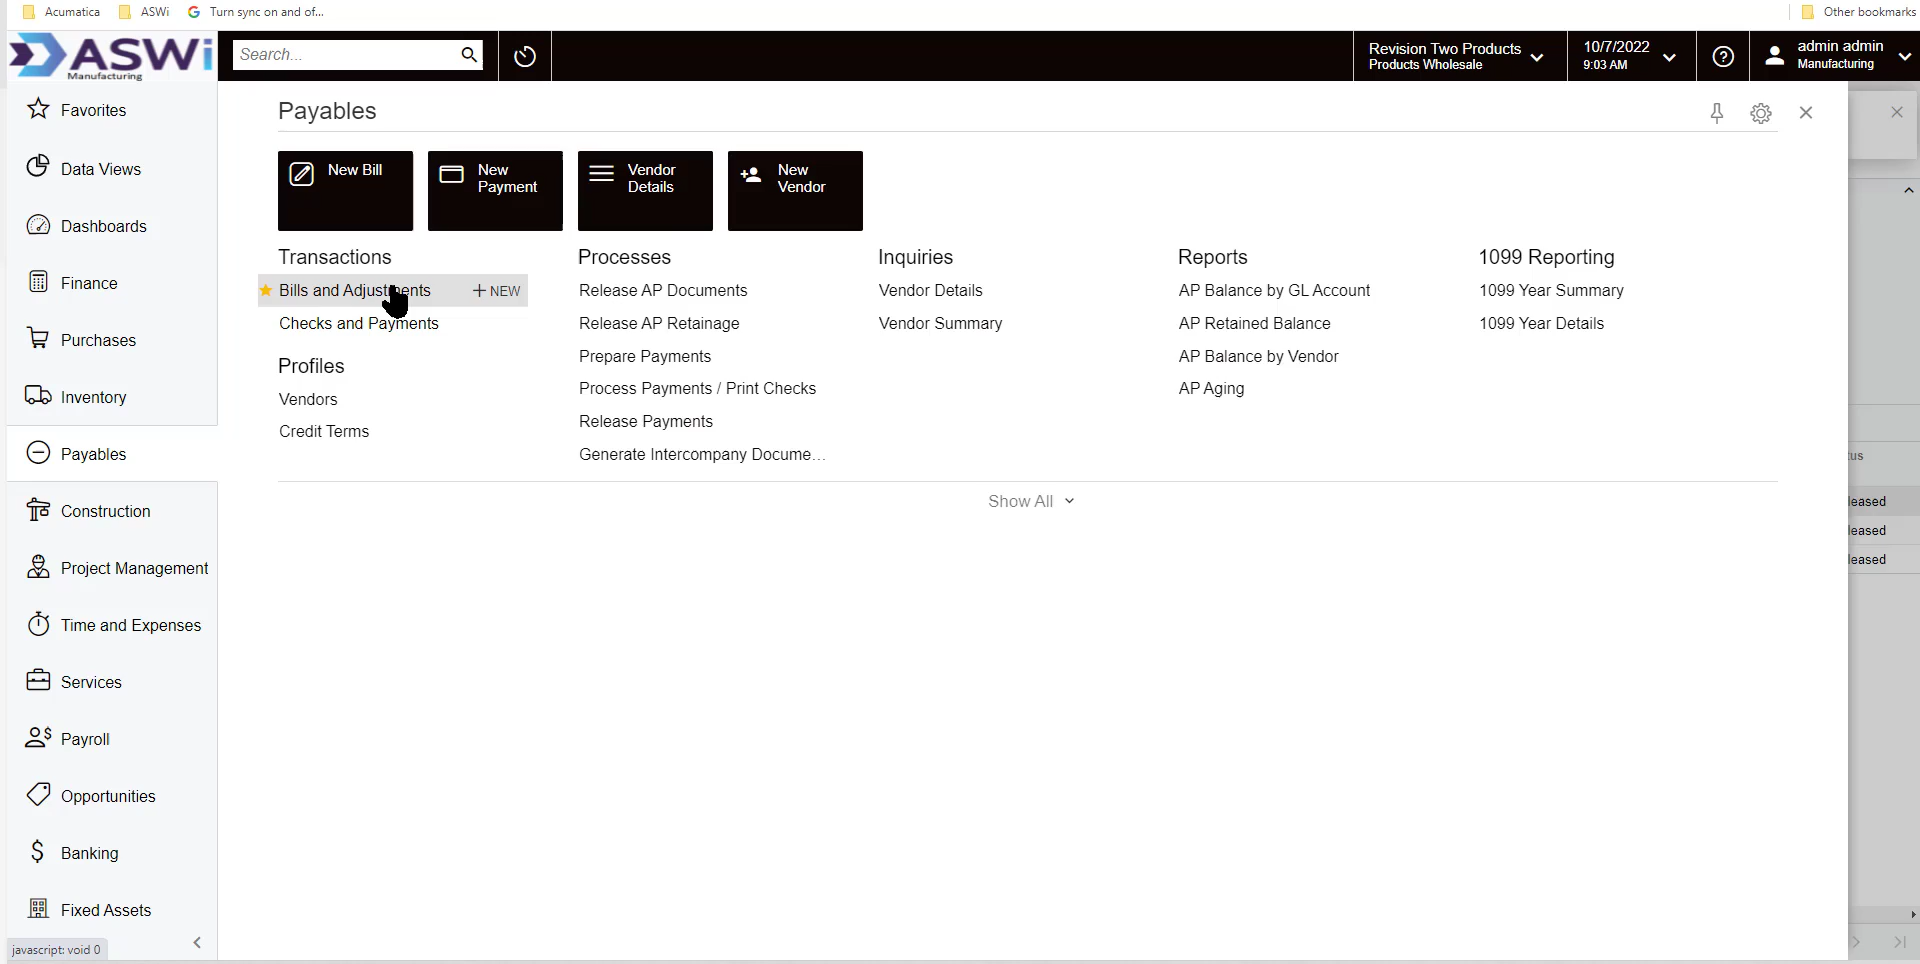 Acumatica
ASWi
Turn sync on and of...
Other bookmarks
ASWi
Manufacturing
Search...
Revision Two Products
Products Wholesale
10/7/2022
9:03 AM
admin admin
Manufacturing
Favorites
Data Views
Dashboards
Finance
Purchases
Inventory
Payables
Construction
Project Management
Time and Expenses
Services
Payroll
Opportunities
Banking
Fixed Assets
javascript: void 0
Payables
New Bill
New
Payment
Vendor
Details
New
Vendor
Transactions
Bills and Adjustments
NEW
Checks and Payments
Profiles
Vendors
Credit Terms
Processes
Release AP Documents
Release AP Retainage
Prepare Payments
Process Payments / Print Checks
Release Payments
Generate Intercompany Docume...
Inquiries
Vendor Details
Vendor Summary
Reports
AP Balance by GL Account
AP Retained Balance
AP Balance by Vendor
AP Aging
1099 Reporting
1099 Year Summary
1099 Year Details
Show All
tus
leased
leased
leased